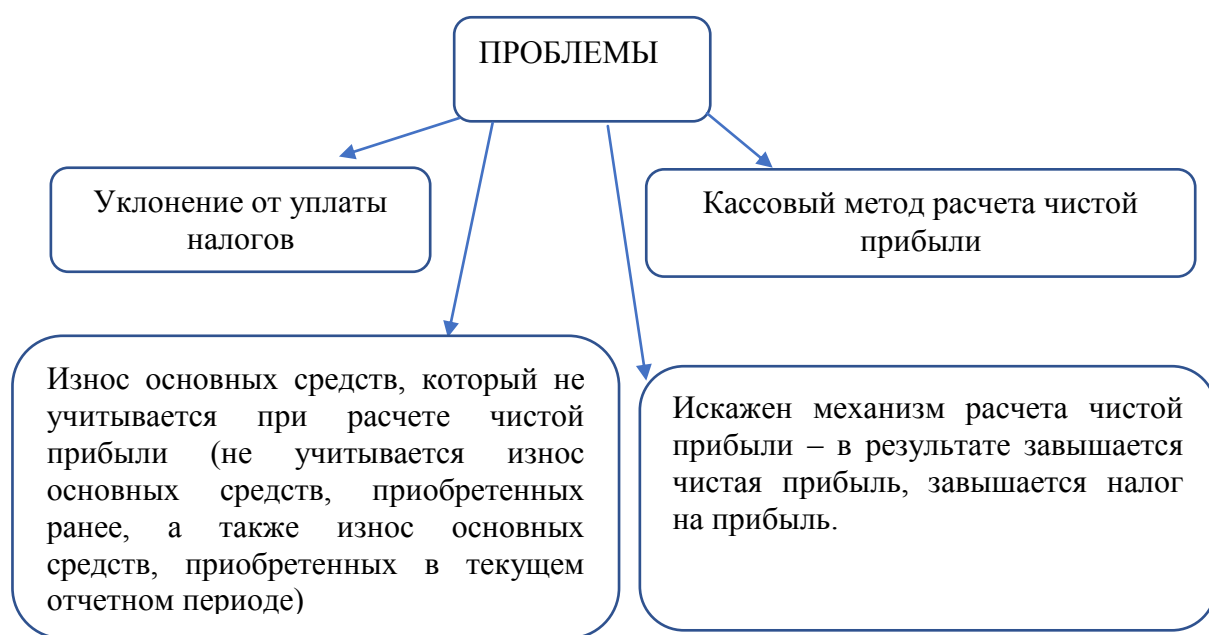 ПРОБЛЕМЫ
Уклонение от уплаты
налогов
Кассовый метод расчета чистой
прибыли
Износ основных средств, который не
учитывается при расчете чистой
прибыли (не учитывается износ
основных средств, приобретенных
ранее, а также износ основных
средств, приобретенных в текущем
отчетном периоде)
Искажен механизм расчета чистой
прибыли – в результате завышается
чистая прибыль, завышается налог
на прибыль.